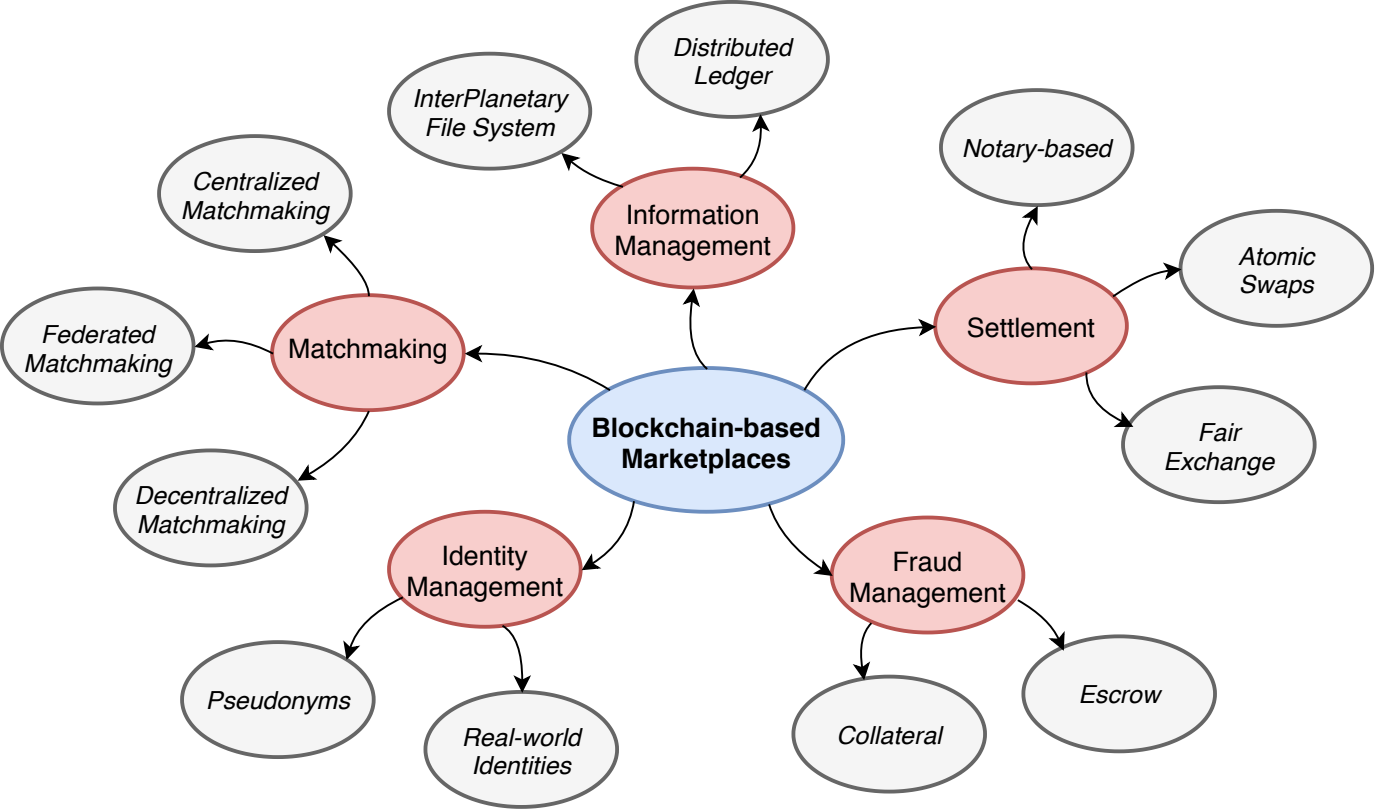 Distributed
Ledger
InterPlanetary
File System
Notary-based
Centralized
Matchmaking
Information
Management
Atomic
Swaps
Federated
Matchmaking
Matchmaking
Settlement
Blockchain-based
Marketplaces
Fair
Exchange
Decentralized
Matchmaking
Identity
Management
Fraud
Management
Pseudonyms
Real-world
Identities
Collateral
Escrow